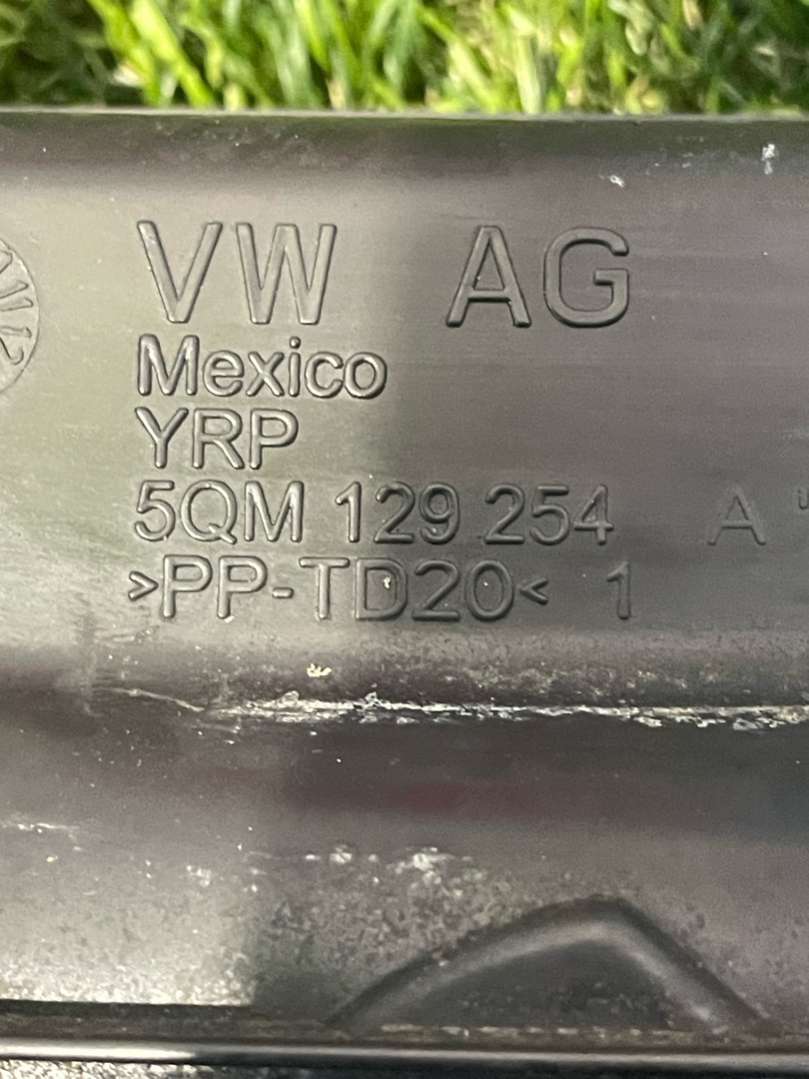 VW AG
Mexico
YRP
5QM 129 254 A
>PP-TD20< 1